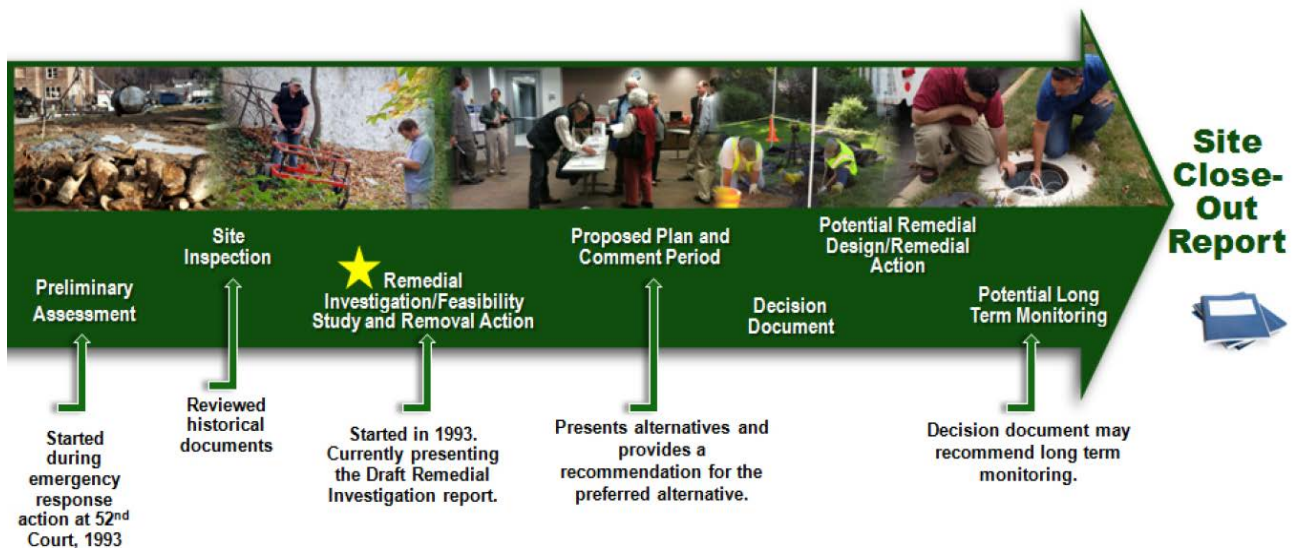 Preliminary
Assessment
Site
Inspection
Remedial
Investigation/Feasibility
Study and Removal Action
Proposed Plan and
Comment Period
Decision
Document
Potential Remedial
Design/Remedial
Action
Potential Long
Term Monitoring
Site
Close-
Out
Report
Started
during
emergency
response
action at 52nd
Court, 1993
Reviewed
historical
documents
Started in 1993.
Currently presenting
the Draft Remedial
Investigation report.
Presents alternatives and
provides a
recommendation for the
preferred alternative.
Decision document may
recommend long term
monitoring.